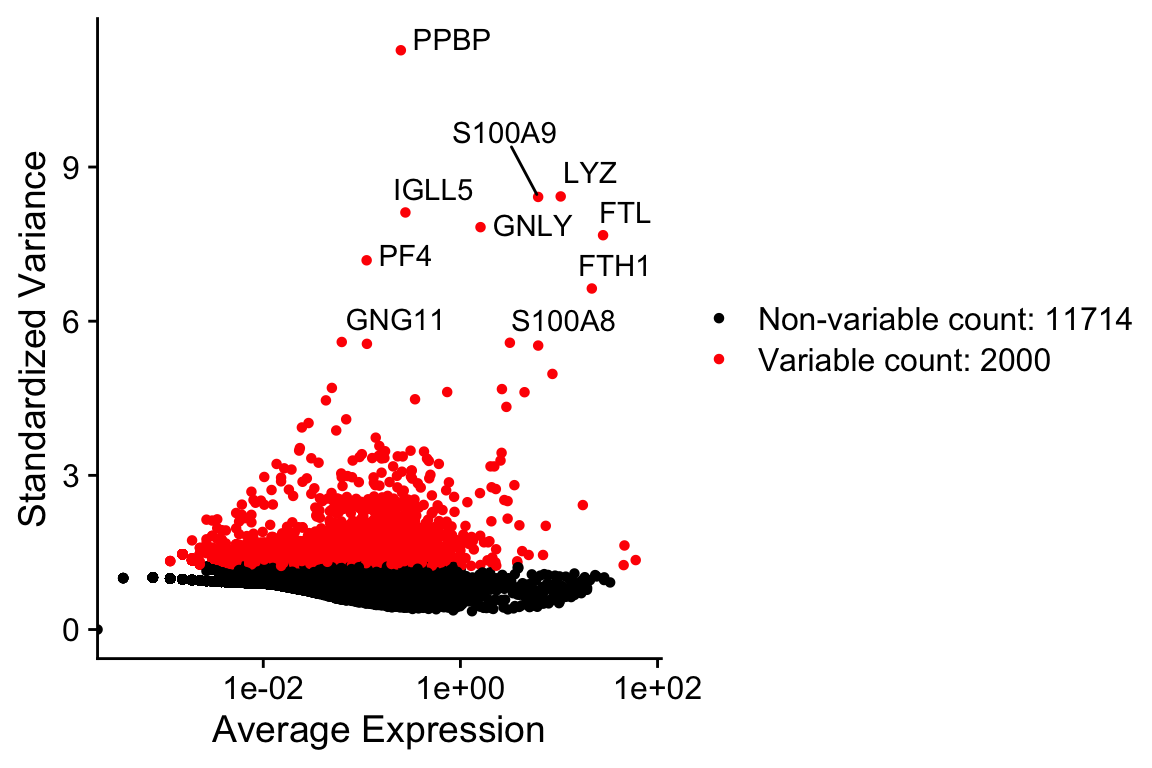 PPBP
S100A9
LYZ
IGLL5
FTL
GNLY
PF4
FTH1
GNG11
S100A8
Standardized Variance
9
6
3
0
1e-02
1e+00
1e+02
Average Expression
Non-variable count: 11714
Variable count: 2000